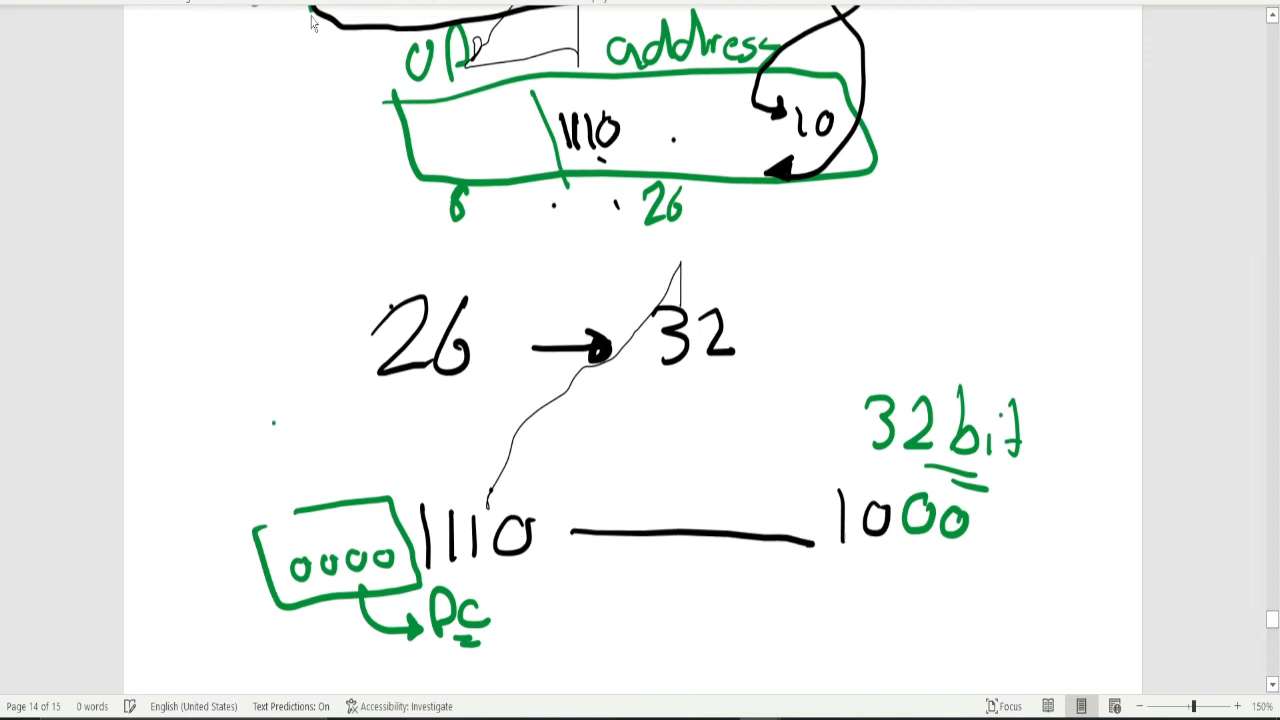 OP address
1110 10
6 26
26 → 32
32 bit
0000 1110 —— 1000
PC
Page 14 of 15 0 words English (United States) Text Predictions: On Accessibility: Investigate Focus 150%